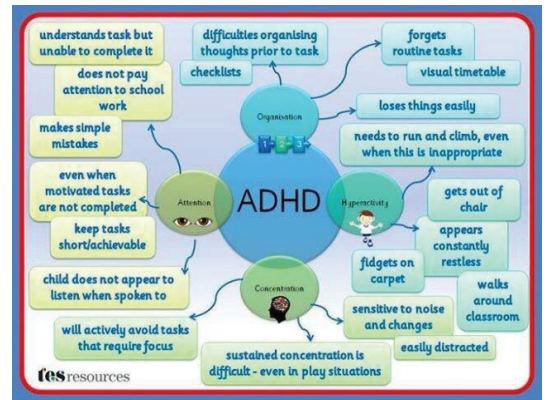 understands task but
unable to complete it
does not pay
attention to school
work
makes simple
mistakes
even when
motivated tasks
are not completed
keep tasks
short/achievable
child does not appear to
listen when spoken to
Attention
difficulties organising
thoughts prior to task
checklists
forgets
routine tasks
visual timetable
loses things easily
Organisation
1 2 3
ADHD
needs to run and climb, even
when this is inappropriate
Hyperactivity
gets out of
chair
appears
constantly
restless
fidgets on
carpet
walks
around
classroom
Concentration
will actively avoid tasks
that require focus
sustained concentration is
difficult - even in play situations
sensitive to noise
and changes
easily distracted
tes resources